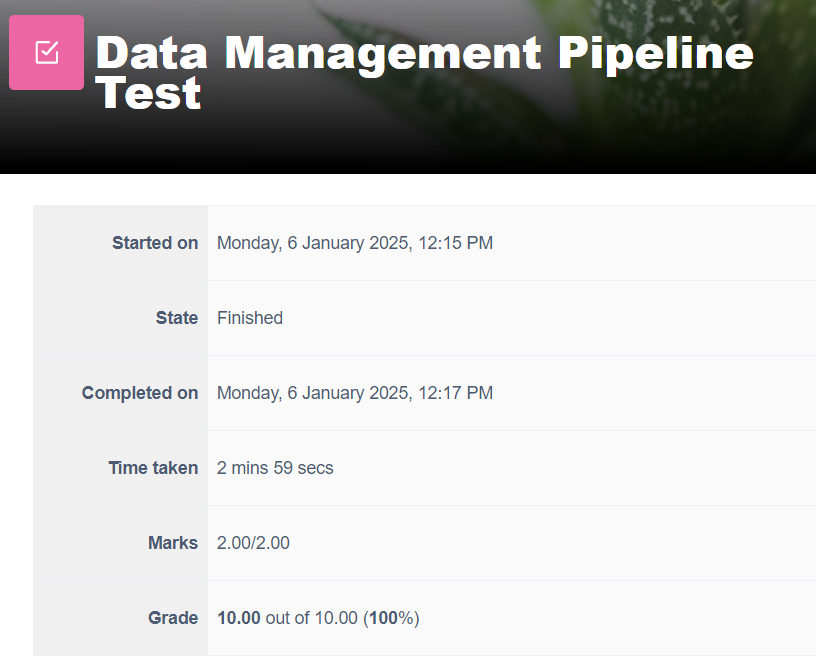 Data Management Pipeline
Test
Started on Monday, 6 January 2025, 12:15 PM
State Finished
Completed on Monday, 6 January 2025, 12:17 PM
Time taken 2 mins 59 secs
Marks 2.00/2.00
Grade 10.00 out of 10.00 (100%)